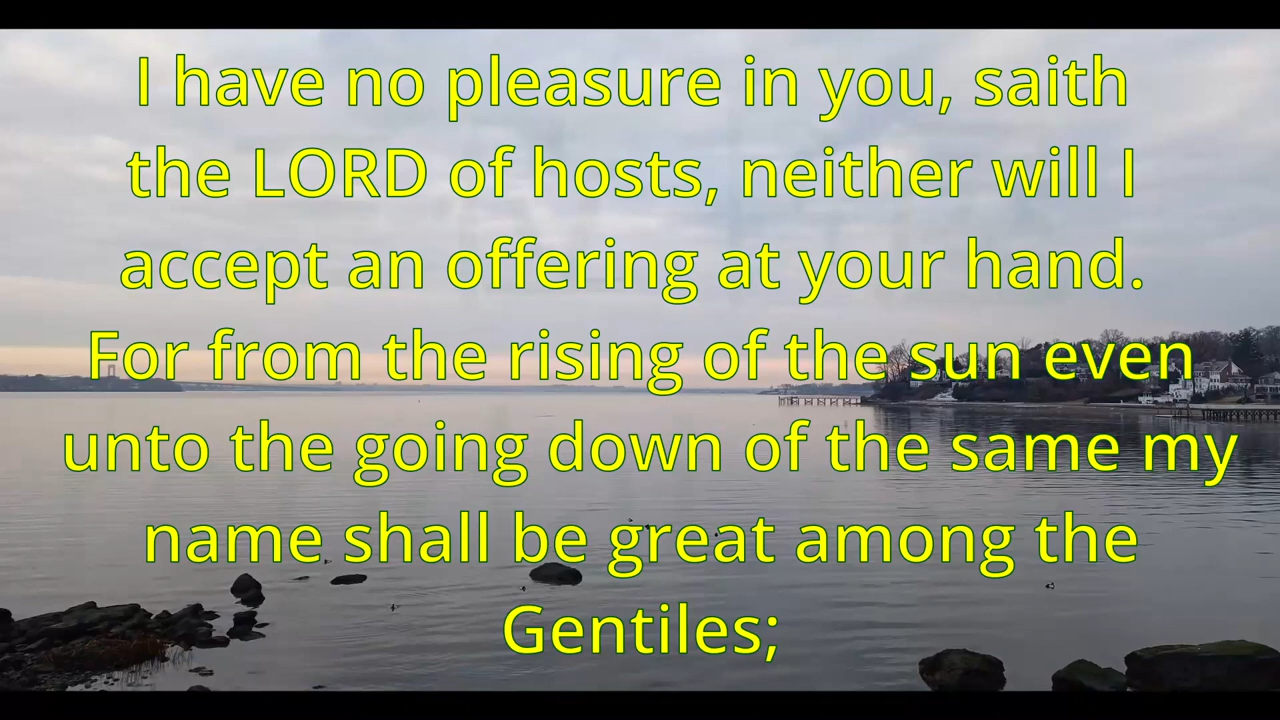 I have no pleasure in you, saith
the LORD of hosts, neither will I
accept an offering at your hand.
For from the rising of the sun even
unto the going down of the same my
name shall be great among the
Gentiles;